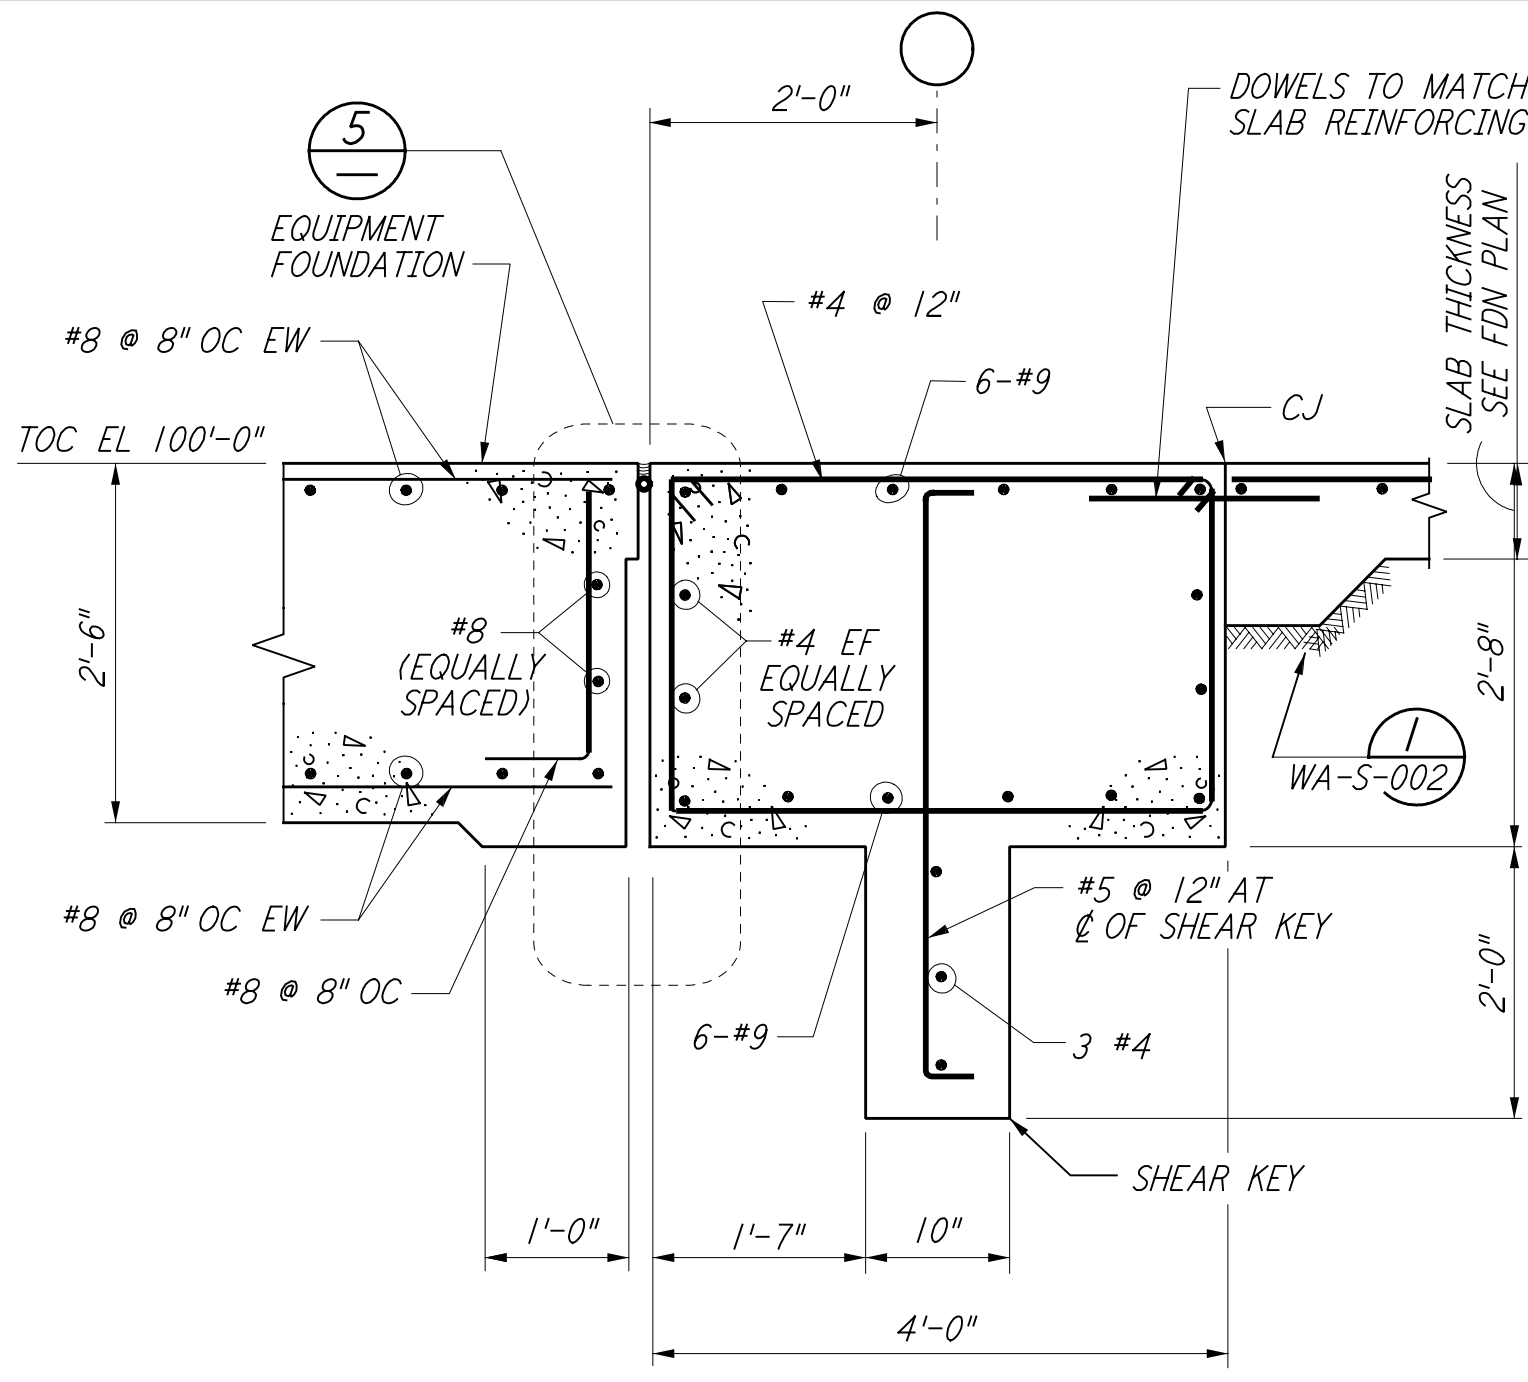 2'-0"
DOWELS TO MATCH
SLAB REINFORCING
5
EQUIPMENT
FOUNDATION
SLAB THICKNESS
SEE FDN PLAN
#4 @ 12"
#8 @ 8" OC EW
6-#9
CJ
TOC EL 100'-0"
2'-6"
#8
(EQUALLY
SPACED)
#4 EF
EQUALLY
SPACED
2'-8"
1
WA-S-002
#8 @ 8" OC EW
#5 @ 12" AT
℄ OF SHEAR KEY
2'-0"
#8 @ 8" OC
6-#9
3 #4
SHEAR KEY
1'-0"
1'-7"
10"
4'-0"